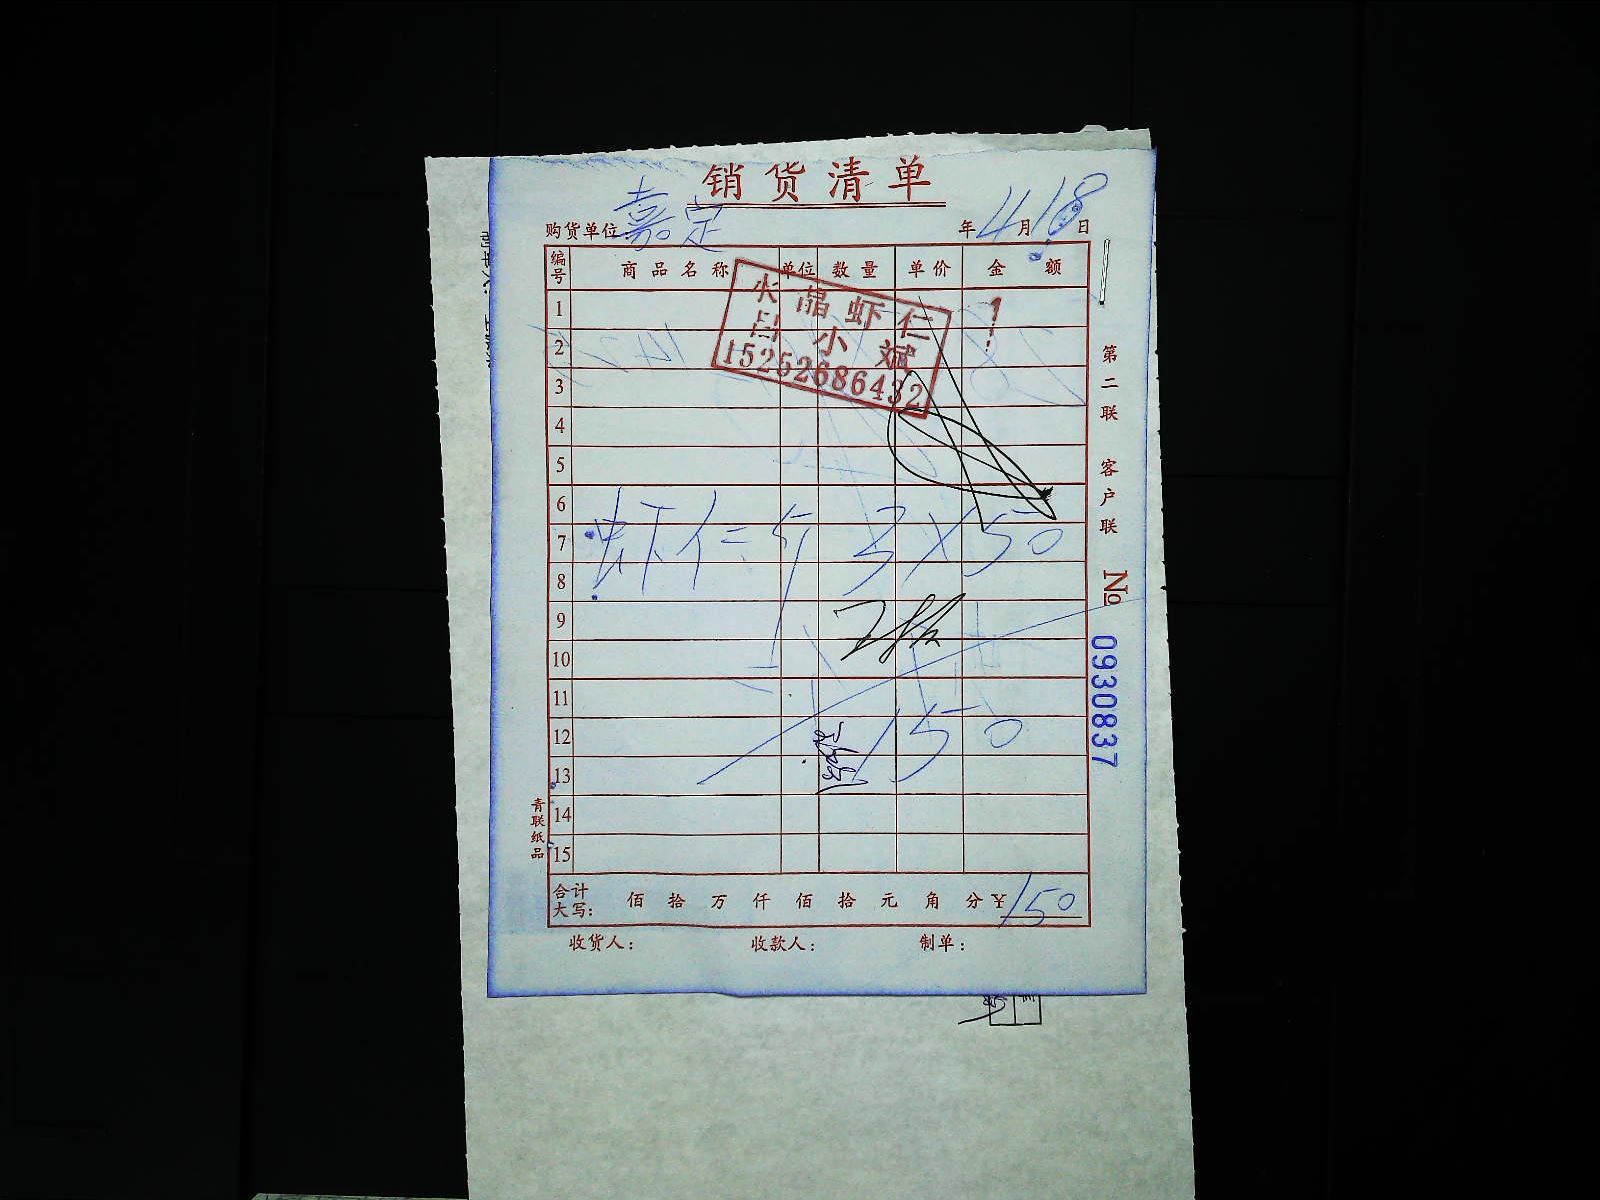 销货清单
购货单位 嘉定 年 4月18日
编号 商品名称 单位 数量 单价 金额
水晶虾仁
吕小斌
15252686432
1
2
3
4
5
6
7 虾仁 3×50
8
9
10
11
12 150
13
14
15
合计大写: 佰 拾 万 仟 佰 拾 元 角 分 ¥150
收货人: 收款人: 制单:
第二联 客户联
No 0930837
青联纸品